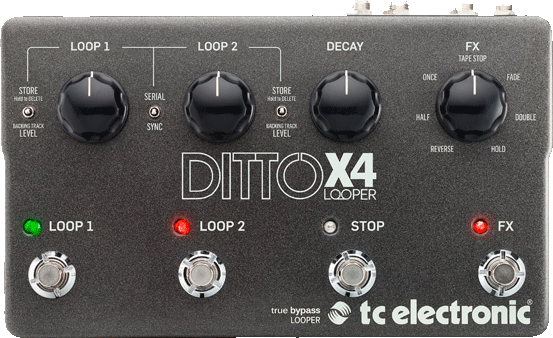 LOOP 1
LOOP 2
DECAY
FX
TAPE STOP
STORE
Hold to DELETE
BACKING TRACK
LEVEL
SERIAL
SYNC
STORE
Hold to DELETE
BACKING TRACK
LEVEL
ONCE
FADE
HALF
DOUBLE
REVERSE
HOLD
DITTO X4
LOOPER
LOOP 1
LOOP 2
STOP
FX
true bypass
LOOPER
tc electronic®